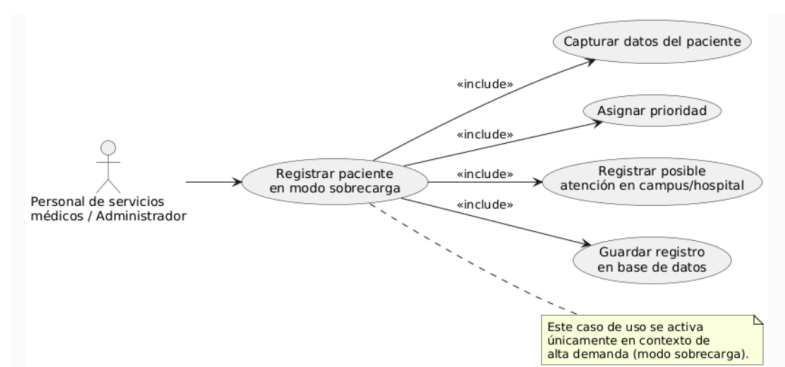 Capturar datos del paciente
«include»
Asignar prioridad
«include»
Registrar paciente
en modo sobrecarga
«include»
Registrar posible
atención en campus/hospital
Personal de servicios
médicos / Administrador
«include»
Guardar registro
en base de datos
Este caso de uso se activa
únicamente en contexto de
alta demanda (modo sobrecarga).